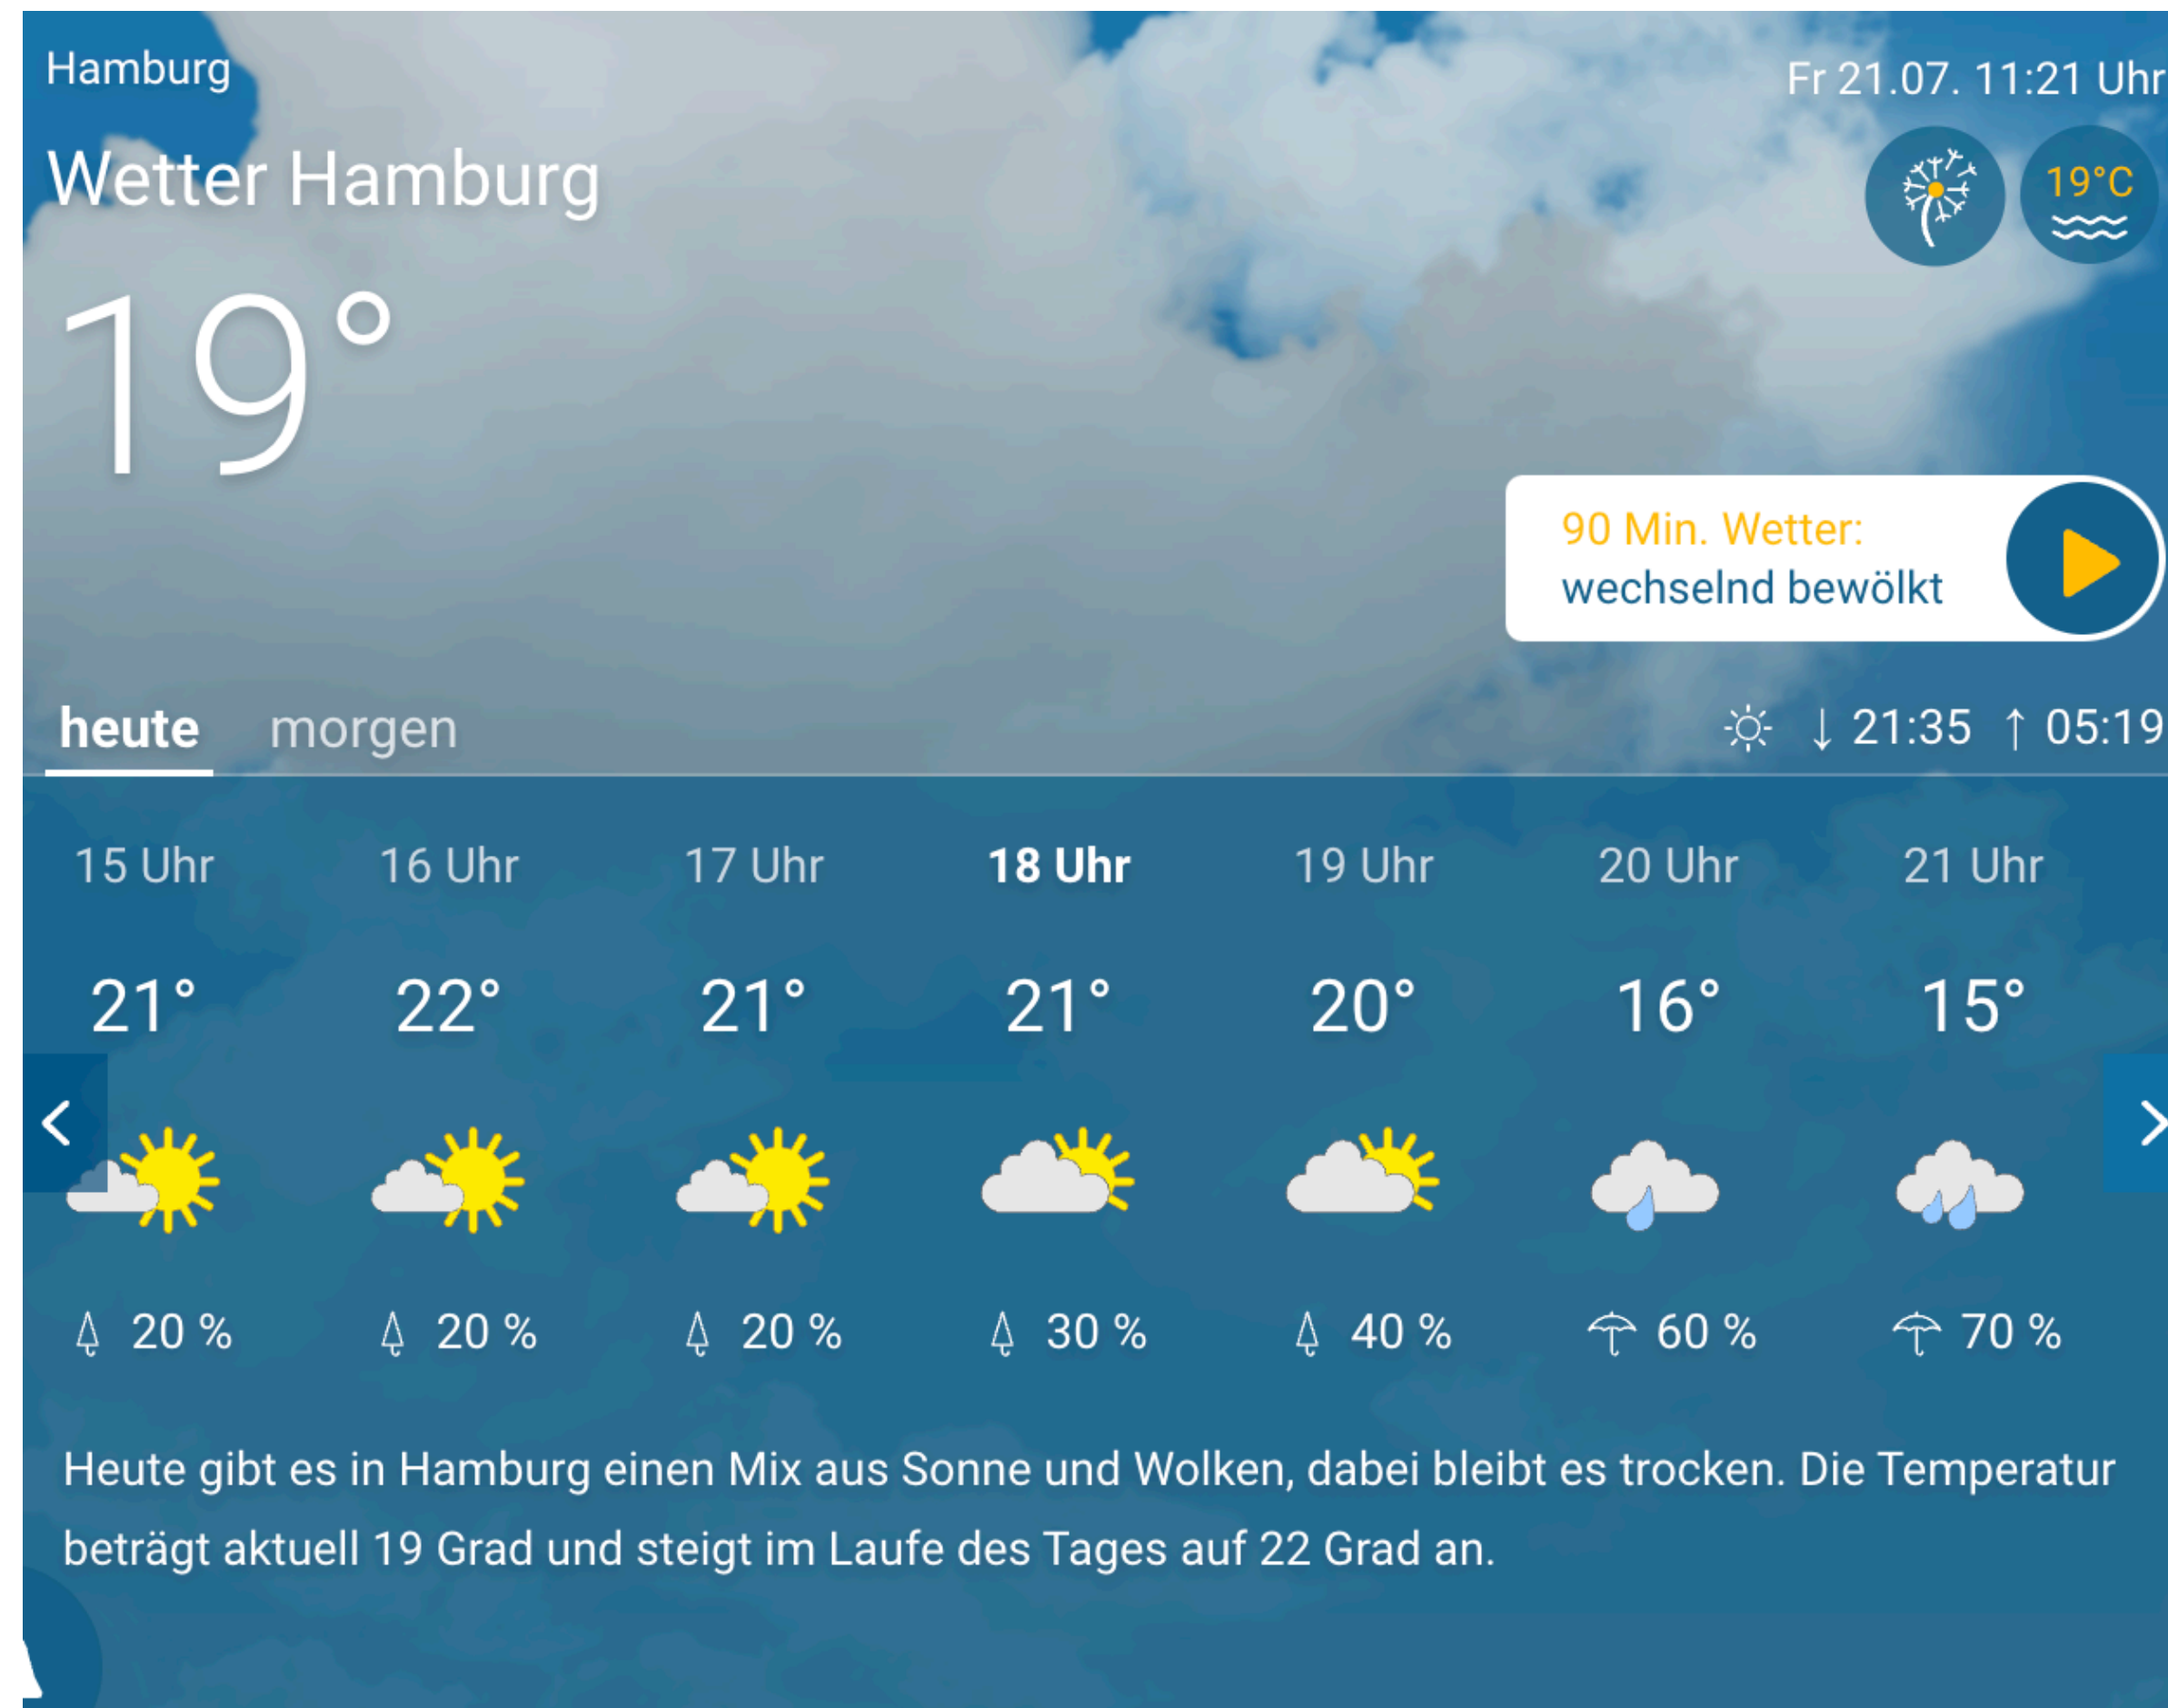 Hamburg
Fr 21.07. 11:21 Uhr
Wetter Hamburg
19°C
19°
90 Min. Wetter:
wechselnd bewölkt
heute morgen
↓ 21:35 ↑ 05:19
15 Uhr 16 Uhr 17 Uhr 18 Uhr 19 Uhr 20 Uhr 21 Uhr
21° 22° 21° 21° 20° 16° 15°
20 % 20 % 20 % 30 % 40 % 60 % 70 %
Heute gibt es in Hamburg einen Mix aus Sonne und Wolken, dabei bleibt es trocken. Die Temperatur
beträgt aktuell 19 Grad und steigt im Laufe des Tages auf 22 Grad an.